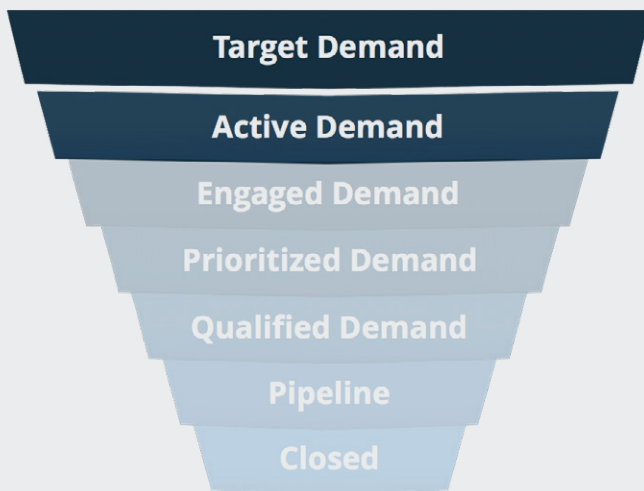 Target Demand
Active Demand
Engaged Demand
Prioritized Demand
Qualified Demand
Pipeline
Closed